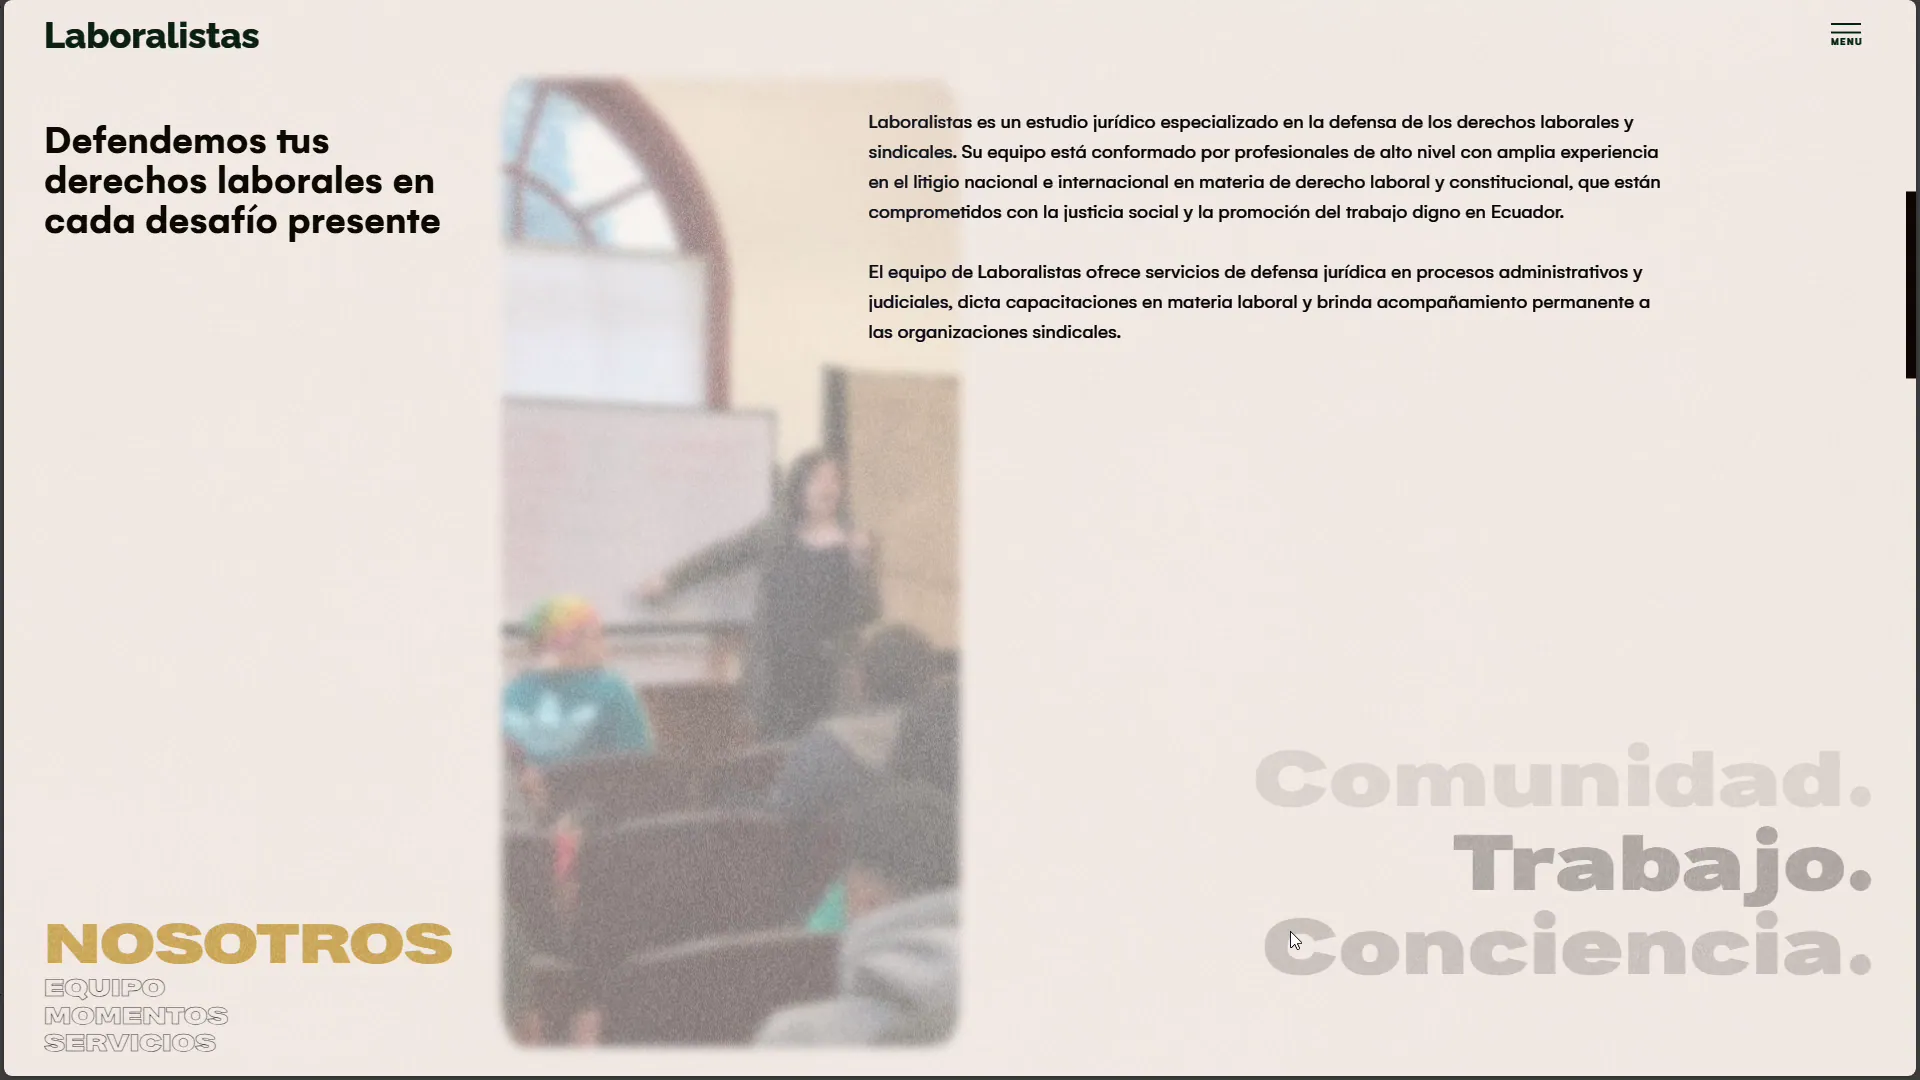 Laboralistas
MENU
Defendemos tus
derechos laborales en
cada desafío presente
Laboralistas es un estudio jurídico especializado en la defensa de los derechos laborales y
sindicales. Su equipo está conformado por profesionales de alto nivel con amplia experiencia
en el litigio nacional e internacional en materia de derecho laboral y constitucional, que están
comprometidos con la justicia social y la promoción del trabajo digno en Ecuador.
El equipo de Laboralistas ofrece servicios de defensa jurídica en procesos administrativos y
judiciales, dicta capacitaciones en materia laboral y brinda acompañamiento permanente a
las organizaciones sindicales.
Comunidad.
Trabajo.
Conciencia.
NOSOTROS
EQUIPO
MOMENTOS
SERVICIOS